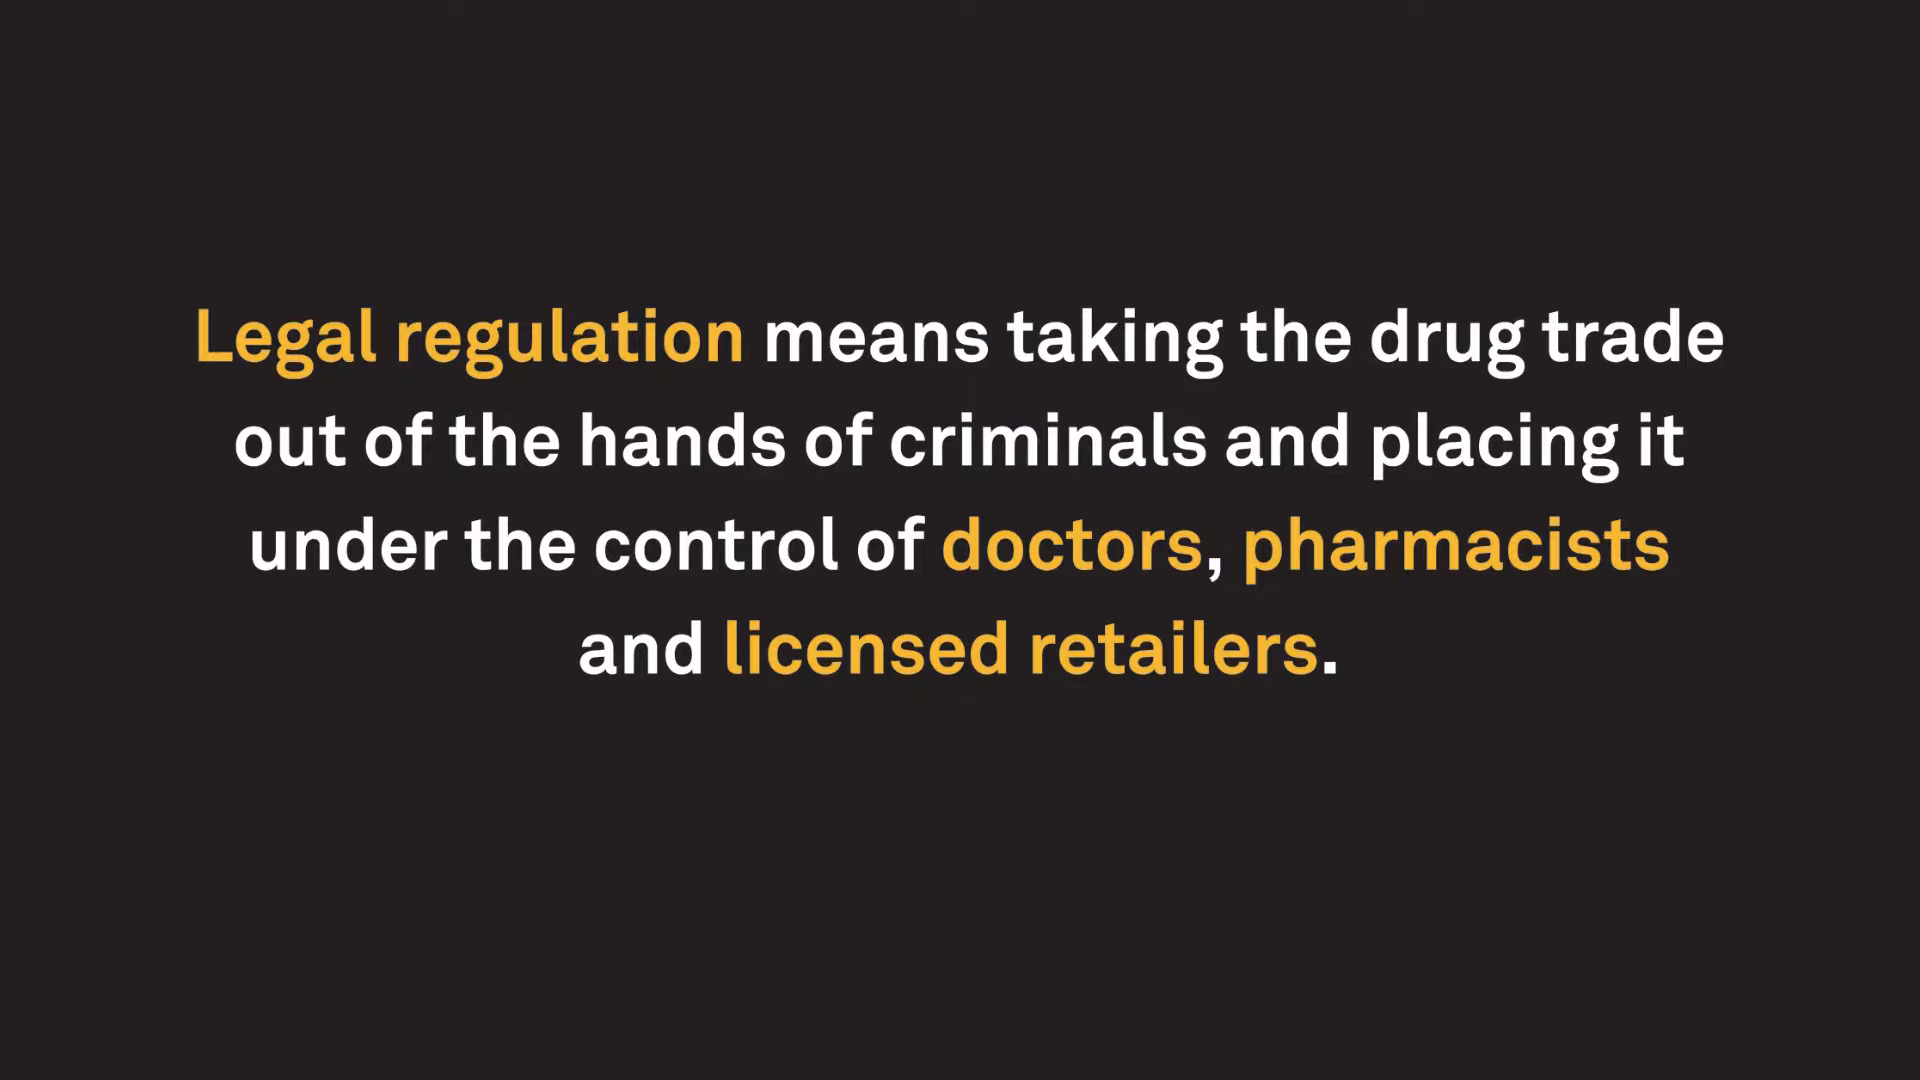 Legal regulation means taking the drug trade
out of the hands of criminals and placing it
under the control of doctors, pharmacists
and licensed retailers.